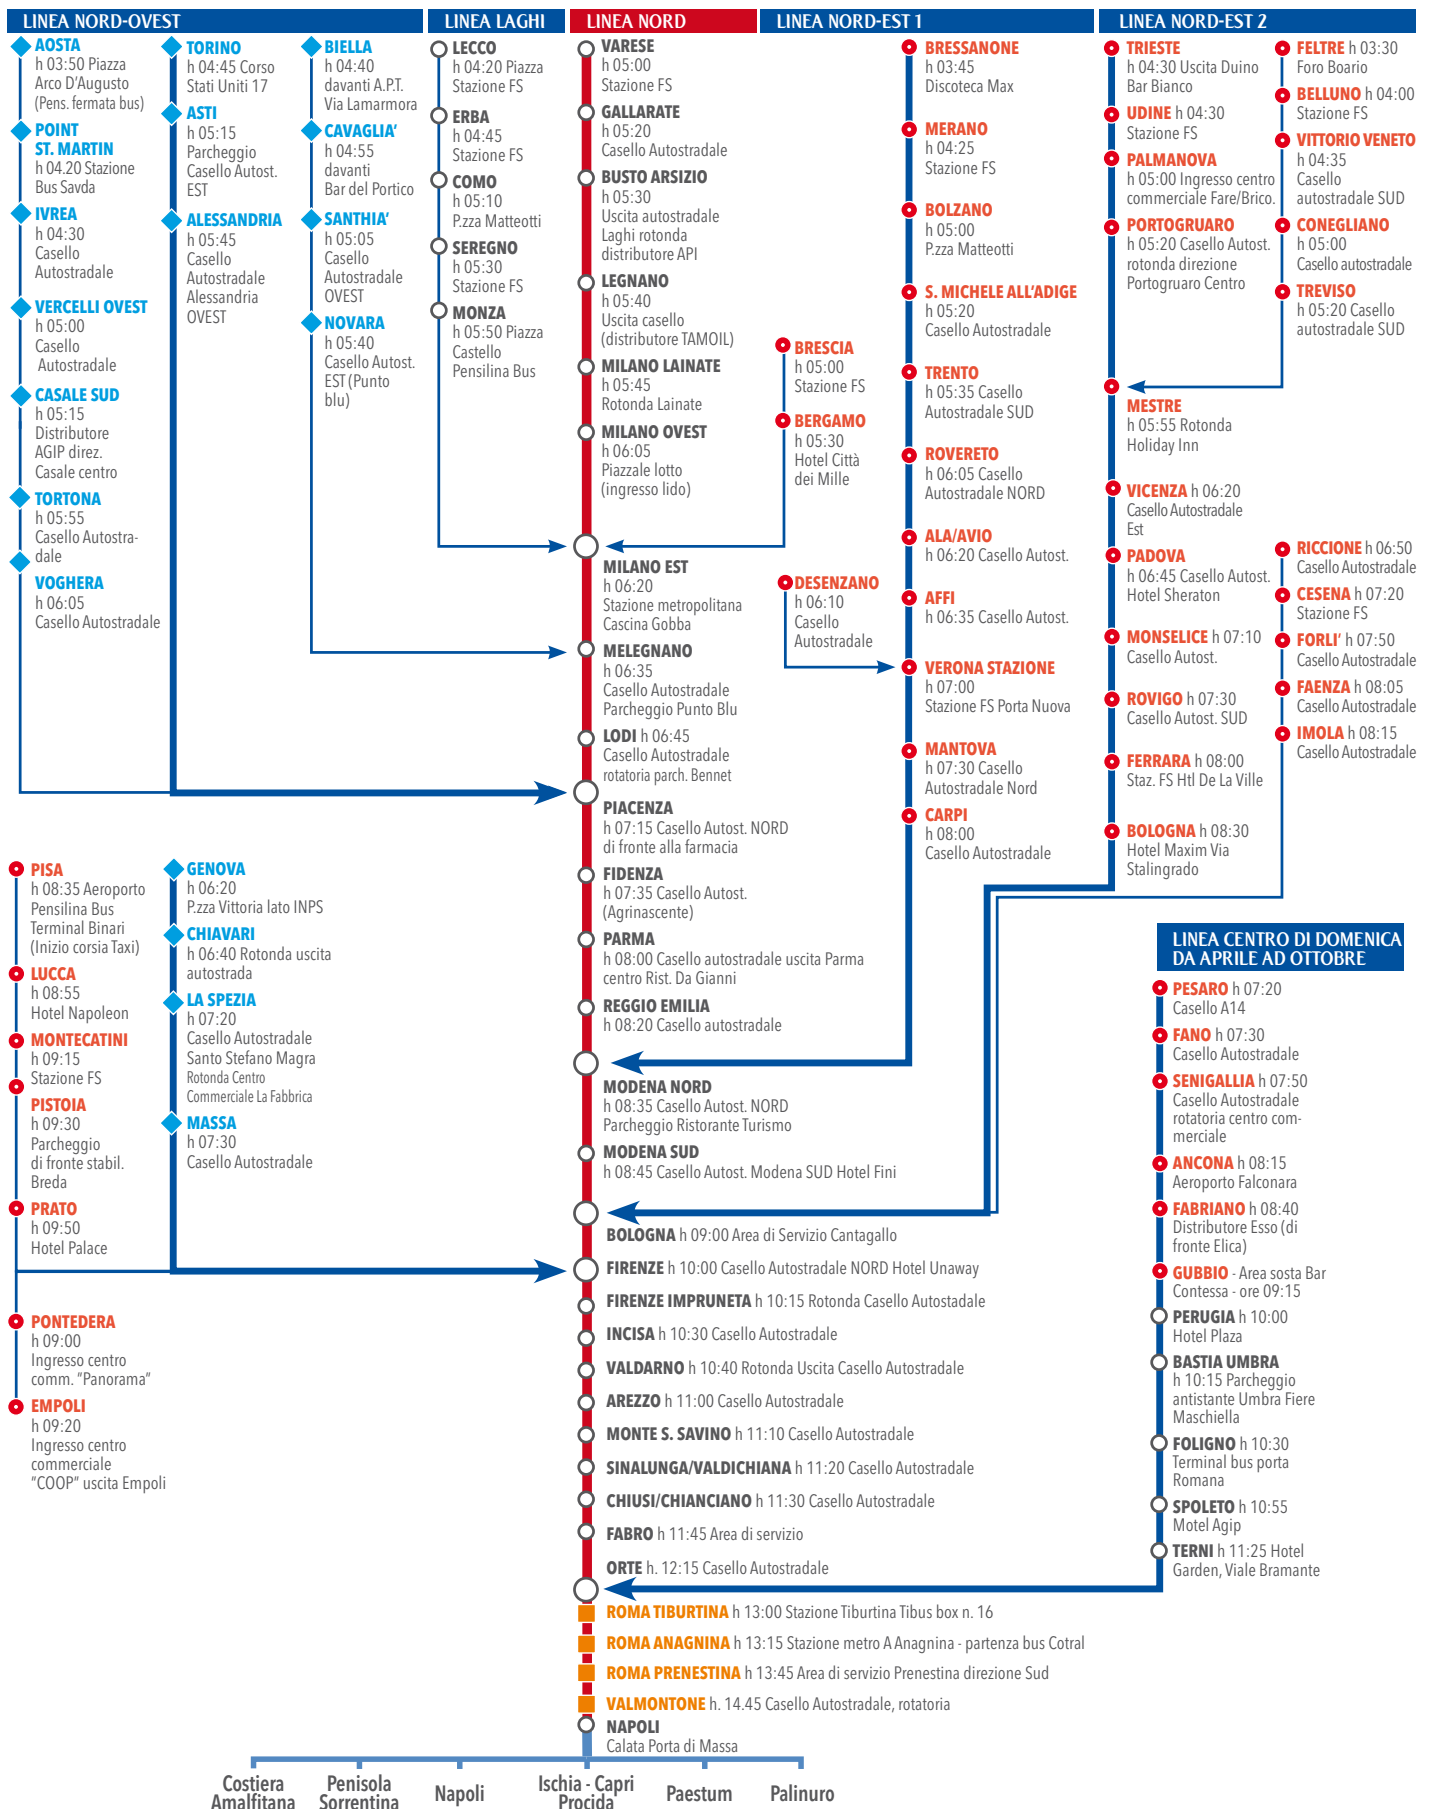 LINEA NORD-OVEST
AOSTA
h 03:50 Piazza
Arco D'Augusto
(Pens. fermata bus)
POINT
ST. MARTIN
h 04.20 Stazione
Bus Savda
IVREA
h 04:30
Casello
Autostradale
VERCELLI OVEST
h 05:00
Casello
Autostradale
CASALE SUD
h 05:15
Distributore
AGIP direz.
Casale centro
TORTONA
h 05:55
Casello Autostra-
dale
VOGHERA
h 06:05
Casello Autostradale
TORINO
h 04:45 Corso
Stati Uniti 17
ASTI
h 05:15
Parcheggio
Casello Autost.
EST
ALESSANDRIA
h 05:45
Casello
Autostradale
Alessandria
OVEST
BIELLA
h 04:40
davanti A.P.T.
Via Lamarmora
CAVAGLIA'
h 04:55
davanti
Bar del Portico
SANTHIA'
h 05:05
Casello
Autostradale
OVEST
NOVARA
h 05:40
Casello Autost.
EST (Punto
blu)
LINEA LAGHI
LECCO
h 04:20 Piazza
Stazione FS
ERBA
h 04:45
Stazione FS
COMO
h 05:10
P.zza Matteotti
SEREGNO
h 05:30
Stazione FS
MONZA
h 05:50 Piazza
Castello
Pensilina Bus
LINEA NORD
VARESE
h 05:00
Stazione FS
GALLARATE
h 05:20
Casello Autostradale
BUSTO ARSIZIO
h 05:30
Uscita autostradale
Laghi rotonda
distributore API
LEGNANO
h 05:40
Uscita casello
(distributore TAMOIL)
MILANO LAINATE
h 05:45
Rotonda Lainate
MILANO OVEST
h 06:05
Piazzale lotto
(ingresso lido)
MILANO EST
h 06:20
Stazione metropolitana
Cascina Gobba
MELEGNANO
h 06:35
Casello Autostradale
Parcheggio Punto Blu
LODI h 06:45
Casello Autostradale
rotatoria parch. Bennet
PIACENZA
h 07:15 Casello Autost. NORD
di fronte alla farmacia
FIDENZA
h 07:35 Casello Autost.
(Agrinascente)
PARMA
h 08:00 Casello autostradale uscita Parma
centro Rist. Da Gianni
REGGIO EMILIA
h 08:20 Casello autostradale
MODENA NORD
h 08:35 Casello Autost. NORD
Parcheggio Ristorante Turismo
MODENA SUD
h 08:45 Casello Autost. Modena SUD Hotel Fini
BOLOGNA h 09:00 Area di Servizio Cantagallo
FIRENZE h 10:00 Casello Autostradale NORD Hotel Unaway
FIRENZE IMPRUNETA h 10:15 Rotonda Casello Autostadale
INCISA h 10:30 Casello Autostradale
VALDARNO h 10:40 Rotonda Uscita Casello Autostradale
AREZZO h 11:00 Casello Autostradale
MONTE S. SAVINO h 11:10 Casello Autostradale
SINALUNGA/VALDICHIANA h 11:20 Casello Autostradale
CHIUSI/CHIANCIANO h 11:30 Casello Autostradale
FABRO h 11:45 Area di servizio
ORTE h. 12:15 Casello Autostradale
ROMA TIBURTINA h 13:00 Stazione Tiburtina Tibus box n. 16
ROMA ANAGNINA h 13:15 Stazione metro A Anagnina - partenza bus Cotral
ROMA PRENESTINA h 13:45 Area di servizio Prenestina direzione Sud
VALMONTONE h. 14.45 Casello Autostradale, rotatoria
NAPOLI
Calata Porta di Massa
LINEA NORD-EST 1
BRESCIA
h 05:00
Stazione FS
BERGAMO
h 05:30
Hotel Città
dei Mille
DESENZANO
h 06:10
Casello
Autostradale
BRESSANONE
h 03:45
Discoteca Max
MERANO
h 04:25
Stazione FS
BOLZANO
h 05:00
P.zza Matteotti
S. MICHELE ALL'ADIGE
h 05:20
Casello Autostradale
TRENTO
h 05:35 Casello
Autostradale SUD
ROVERETO
h 06:05 Casello
Autostradale NORD
ALA/AVIO
h 06:20 Casello Autost.
AFFI
h 06:35 Casello Autost.
VERONA STAZIONE
h 07:00
Stazione FS Porta Nuova
MANTOVA
h 07:30 Casello
Autostradale Nord
CARPI
h 08:00
Casello Autostradale
LINEA NORD-EST 2
TRIESTE
h 04:30 Uscita Duino
Bar Bianco
UDINE h 04:30
Stazione FS
PALMANOVA
h 05:00 Ingresso centro
commerciale Fare/Brico.
PORTOGRUARO
h 05:20 Casello Autost.
rotonda direzione
Portogruaro Centro
MESTRE
h 05:55 Rotonda
Holiday Inn
VICENZA h 06:20
Casello Autostradale
Est
PADOVA
h 06:45 Casello Autost.
Hotel Sheraton
MONSELICE h 07:10
Casello Autost.
ROVIGO h 07:30
Casello Autost. SUD
FERRARA h 08:00
Staz. FS Htl De La Ville
BOLOGNA h 08:30
Hotel Maxim Via
Stalingrado
FELTRE h 03:30
Foro Boario
BELLUNO h 04:00
Stazione FS
VITTORIO VENETO
h 04:35
Casello
autostradale SUD
CONEGLIANO
h 05:00
Casello autostradale
TREVISO
h 05:20 Casello
autostradale SUD
RICCIONE h 06:50
Casello Autostradale
CESENA h 07:20
Stazione FS
FORLI' h 07:50
Casello Autostradale
FAENZA h 08:05
Casello Autostradale
IMOLA h 08:15
Casello Autostradale
PISA
h 08:35 Aeroporto
Pensilina Bus
Terminal Binari
(Inizio corsia Taxi)
LUCCA
h 08:55
Hotel Napoleon
MONTECATINI
h 09:15
Stazione FS
PISTOIA
h 09:30
Parcheggio
di fronte stabil.
Breda
PRATO
h 09:50
Hotel Palace
PONTEDERA
h 09:00
Ingresso centro
comm. "Panorama"
EMPOLI
h 09:20
Ingresso centro
commerciale
"COOP" uscita Empoli
GENOVA
h 06:20
P.zza Vittoria lato INPS
CHIAVARI
h 06:40 Rotonda uscita
autostrada
LA SPEZIA
h 07:20
Casello Autostradale
Santo Stefano Magra
Rotonda Centro
Commerciale La Fabbrica
MASSA
h 07:30
Casello Autostradale
LINEA CENTRO DI DOMENICA
DA APRILE AD OTTOBRE
PESARO h 07:20
Casello A14
FANO h 07:30
Casello Autostradale
SENIGALLIA h 07:50
Casello Autostradale
rotatoria centro com-
merciale
ANCONA h 08:15
Aeroporto Falconara
FABRIANO h 08:40
Distributore Esso (di
fronte Elica)
GUBBIO - Area sosta Bar
Contessa - ore 09:15
PERUGIA h 10:00
Hotel Plaza
BASTIA UMBRA
h 10:15 Parcheggio
antistante Umbra Fiere
Maschiella
FOLIGNO h 10:30
Terminal bus porta
Romana
SPOLETO h 10:55
Motel Agip
TERNI h 11:25 Hotel
Garden, Viale Bramante
Costiera
Amalfitana
Penisola
Sorrentina
Napoli
Ischia - Capri
Procida
Paestum
Palinuro